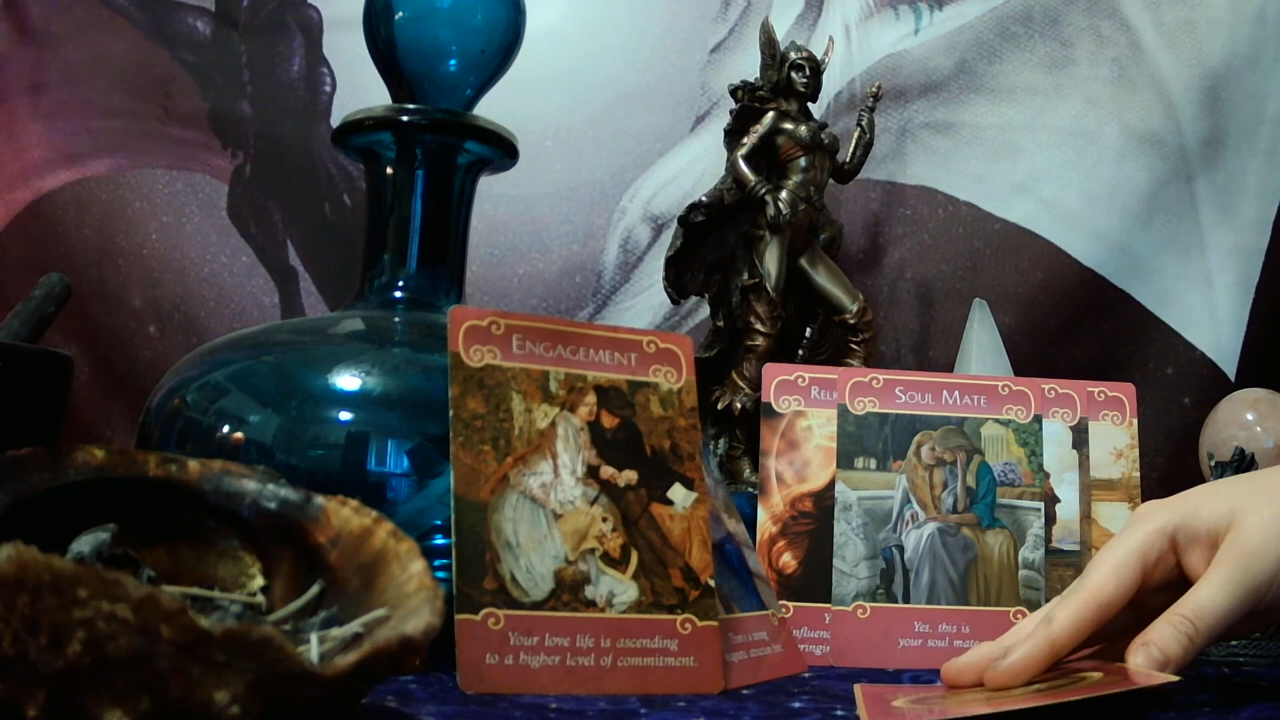 ENGAGEMENT
Your love life is ascending
to a higher level of commitment.
SOUL MATE
Yes, this is
your soul mate